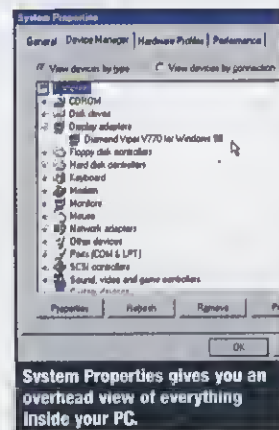 System Properties
General Device Manager Hardware Profiles Performance
View devices by type View devices by connection
Computer
CDROM
Disk drives
Display adapters
Diamond Viper V770 for Windows 98
Floppy disk controllers
Hard disk controllers
Keyboard
Modem
Monitors
Mouse
Network adapters
Other devices
Ports (COM & LPT)
SCSI controllers
Sound, video and game controllers
System devices
Properties Refresh Remove
OK
System Properties gives you an
overhead view of everything
inside your PC.